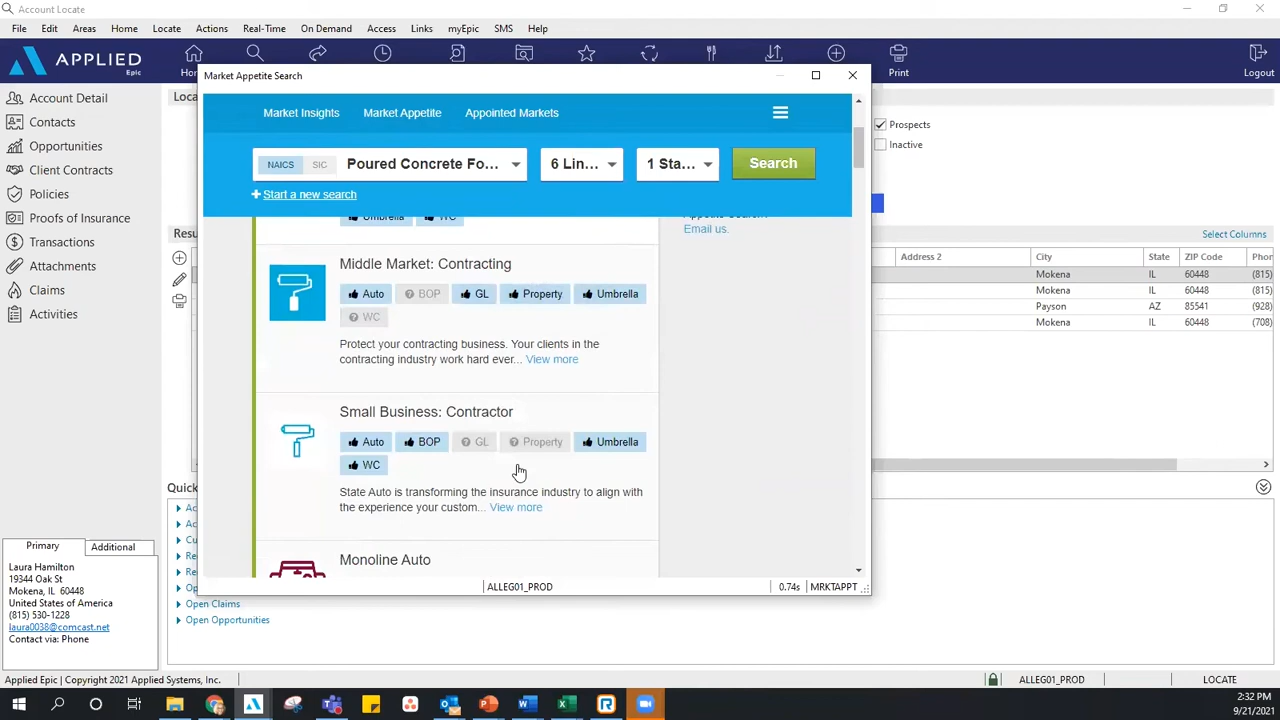 Account Locate
File Edit Areas Home Locate Actions Real-Time On Demand Access Links myEpic SMS Help
APPLIED
Epic
Print
Logout
Market Appetite Search
Account Detail
Contacts
Opportunities
Client Contracts
Policies
Proofs of Insurance
Transactions
Attachments
Claims
Activities
Market Insights Market Appetite Appointed Markets
NAICS SIC Poured Concrete Fo... 6 Lin... 1 Sta... Search
+ Start a new search
Prospects
Inactive
Email us.
Umbrella WC
Middle Market: Contracting
Auto BOP GL Property Umbrella
WC
Protect your contracting business. Your clients in the
contracting industry work hard ever... View more
Small Business: Contractor
Auto BOP GL Property Umbrella
WC
State Auto is transforming the insurance industry to align with
the experience your custom... View more
Monoline Auto
ALLEG01_PROD 0.74s MRKTAPPT
Select Columns
Address 2 City State ZIP Code Phor
Mokena IL 60448 (815)
Mokena IL 60448 (815)
Payson AZ 85541 (928)
Mokena IL 60448 (708)
Open Claims
Open Opportunities
Primary Additional
Laura Hamilton
19344 Oak St
Mokena, IL 60448
United States of America
(815) 530-1228
laura0038@comcast.net
Contact via: Phone
Applied Epic | Copyright 2021 Applied Systems, Inc. ALLEG01_PROD LOCATE
2:32 PM
9/21/2021